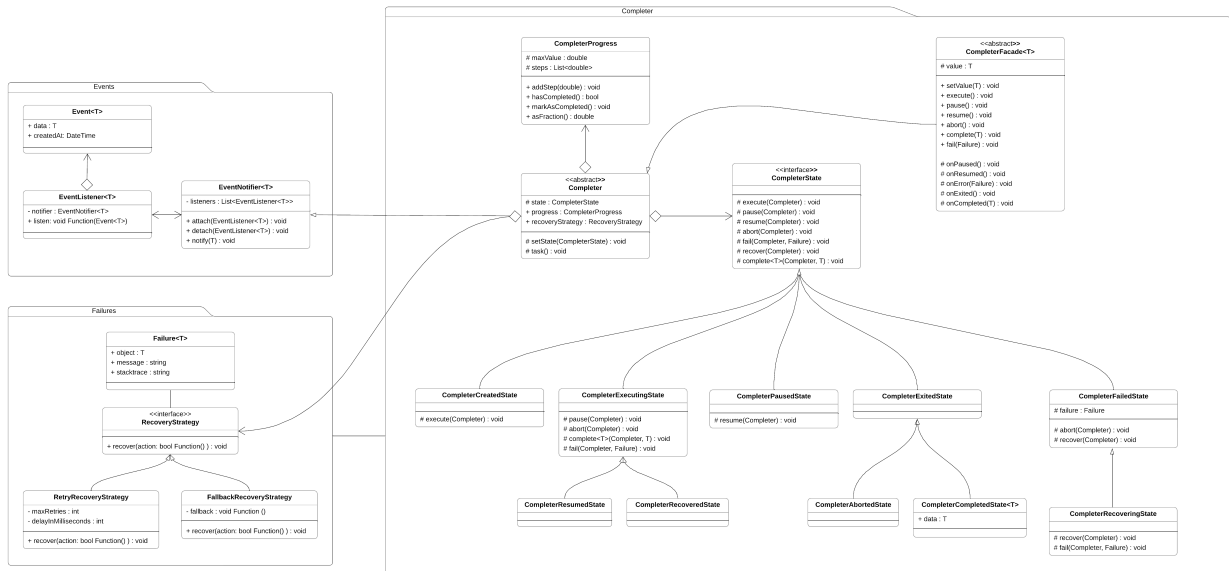 Completer
CompleterProgress
# maxValue : double
# steps : List<double>
+ addStep(double) : void
+ hasCompleted() : bool
+ markAsCompleted() : void
+ asFraction() : double
<<abstract>>
CompleterFacade<T>
# value : T
+ setValue(T) : void
+ execute() : void
+ pause() : void
+ resume() : void
+ abort() : void
+ complete(T) : void
+ fail(Failure) : void
# onPaused() : void
# onResumed() : void
# onError(Failure) : void
# onExited() : void
# onCompleted(T) : void
Events
Event<T>
+ data : T
+ createdAt: DateTime
EventListener<T>
- notifier : EventNotifier<T>
+ listen: void Function(Event<T>)
EventNotifier<T>
- listeners : List<EventListener<T>>
+ attach(EventListener<T>) : void
+ detach(EventListener<T>) : void
+ notify(T) : void
<<abstract>>
Completer
# state : CompleterState
+ progress : CompleterProgress
+ recoveryStrategy : RecoveryStrategy
# setState(CompleterState) : void
# task() : void
<<interface>>
CompleterState
# execute(Completer) : void
# pause(Completer) : void
# resume(Completer) : void
# abort(Completer) : void
# fail(Completer, Failure) : void
# recover(Completer) : void
# complete<T>(Completer, T) : void
Failures
Failure<T>
+ object : T
+ message : string
+ stacktrace : string
<<interface>>
RecoveryStrategy
+ recover(action: bool Function() ) : void
RetryRecoveryStrategy
- maxRetries : int
- delayInMilliseconds : int
+ recover(action: bool Function() ) : void
FallbackRecoveryStrategy
- fallback : void Function ()
+ recover(action: bool Function() ) : void
CompleterCreatedState
# execute(Completer) : void
CompleterExecutingState
# pause(Completer) : void
# abort(Completer) : void
# complete<T>(Completer, T) : void
# fail(Completer, Failure) : void
CompleterPausedState
# resume(Completer) : void
CompleterExitedState
CompleterFailedState
# failure : Failure
# abort(Completer) : void
# recover(Completer) : void
CompleterResumedState
CompleterRecoveredState
CompleterAbortedState
CompleterCompletedState<T>
+ data : T
CompleterRecoveringState
# recover(Completer) : void
# fail(Completer, Failure) : void